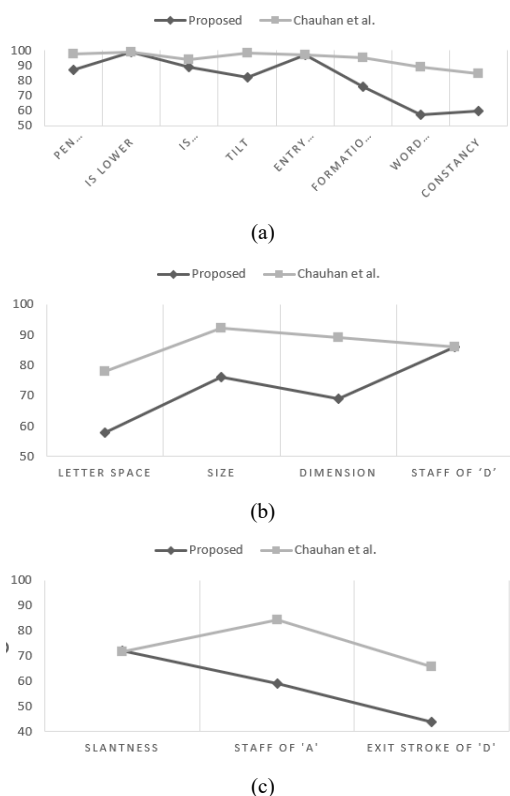 Proposed Chauhan et al.
100
90
80
70
60
50
PEN…
IS LOWER
IS…
TILT
ENTRY…
FORMATIO…
WORD…
CONSTANCY
(a)
Proposed Chauhan et al.
100
90
80
70
60
50
LETTER SPACE SIZE DIMENSION STAFF OF ‘D’
(b)
Proposed Chauhan et al.
100
90
80
70
60
50
40
SLANTNESS STAFF OF 'A' EXIT STROKE OF 'D'
(c)